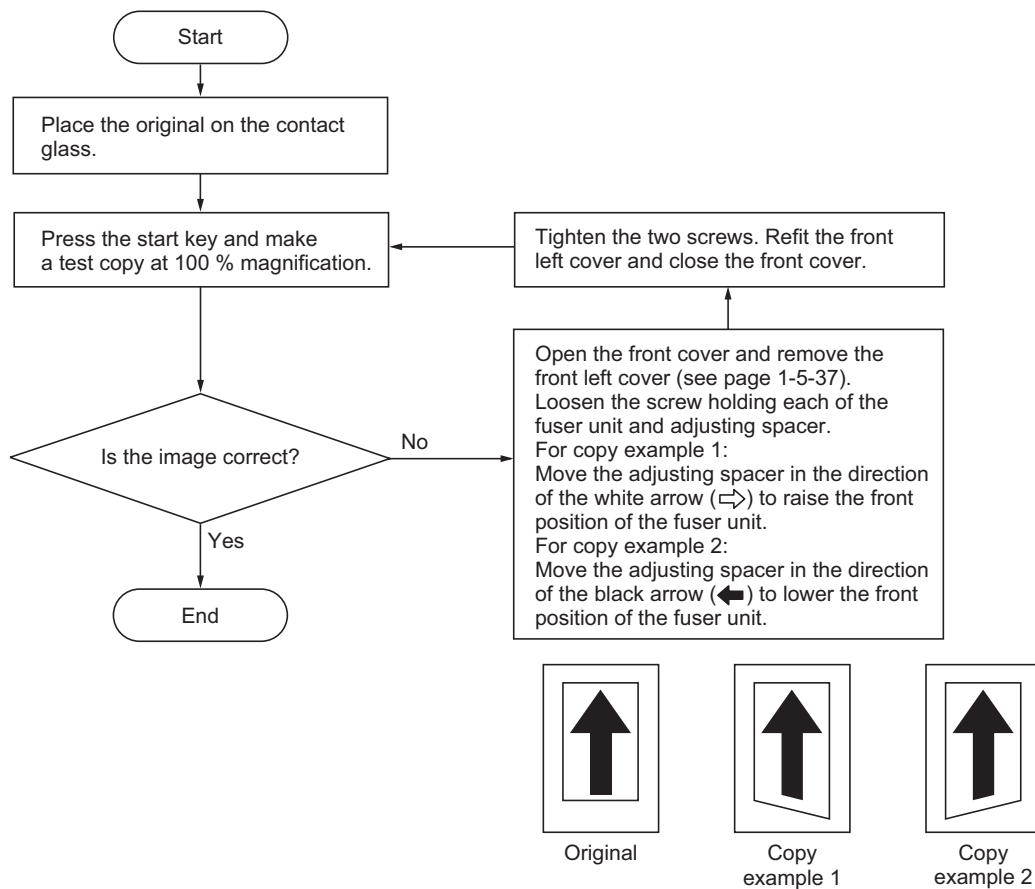 Start
Place the original on the contact
glass.
Press the start key and make
a test copy at 100 % magnification.
Tighten the two screws. Refit the front
left cover and close the front cover.
Is the image correct?
No
Yes
End
Open the front cover and remove the
front left cover (see page 1-5-37).
Loosen the screw holding each of the
fuser unit and adjusting spacer.
For copy example 1:
Move the adjusting spacer in the direction
of the white arrow (⇨) to raise the front
position of the fuser unit.
For copy example 2:
Move the adjusting spacer in the direction
of the black arrow (⬅) to lower the front
position of the fuser unit.
Original
Copy
example 1
Copy
example 2